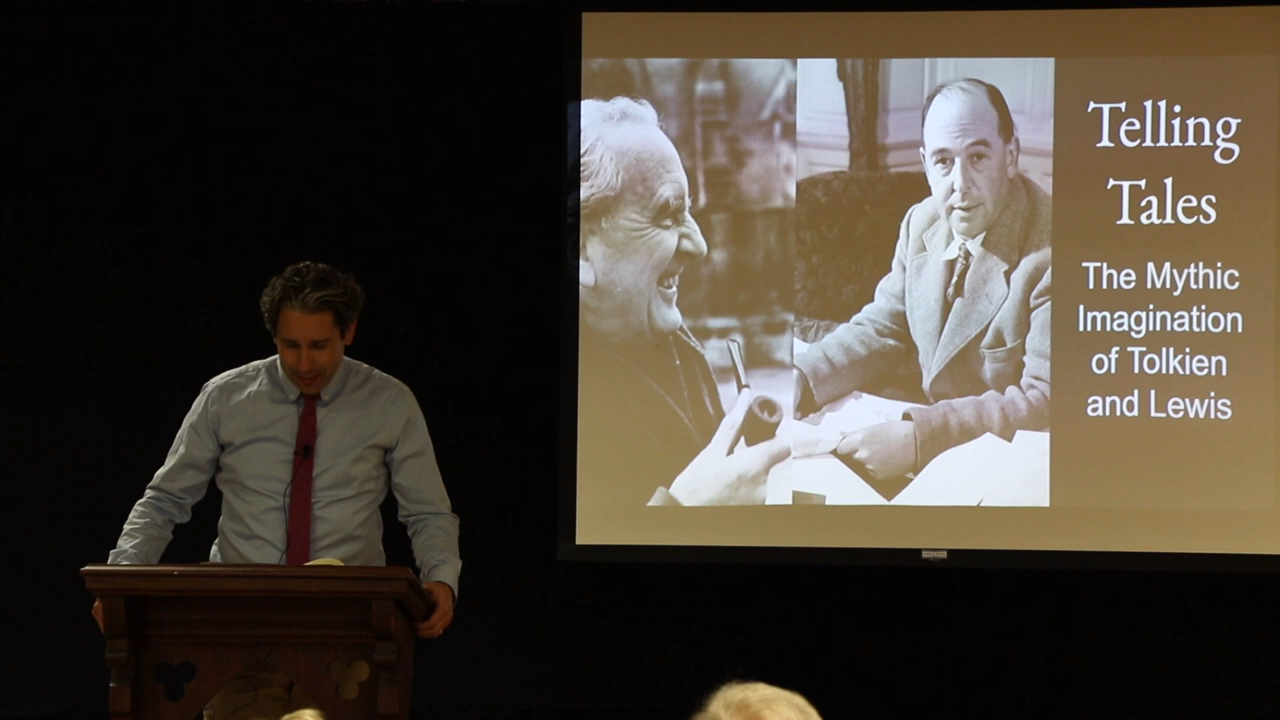 Telling
Tales
The Mythic
Imagination
of Tolkien
and Lewis